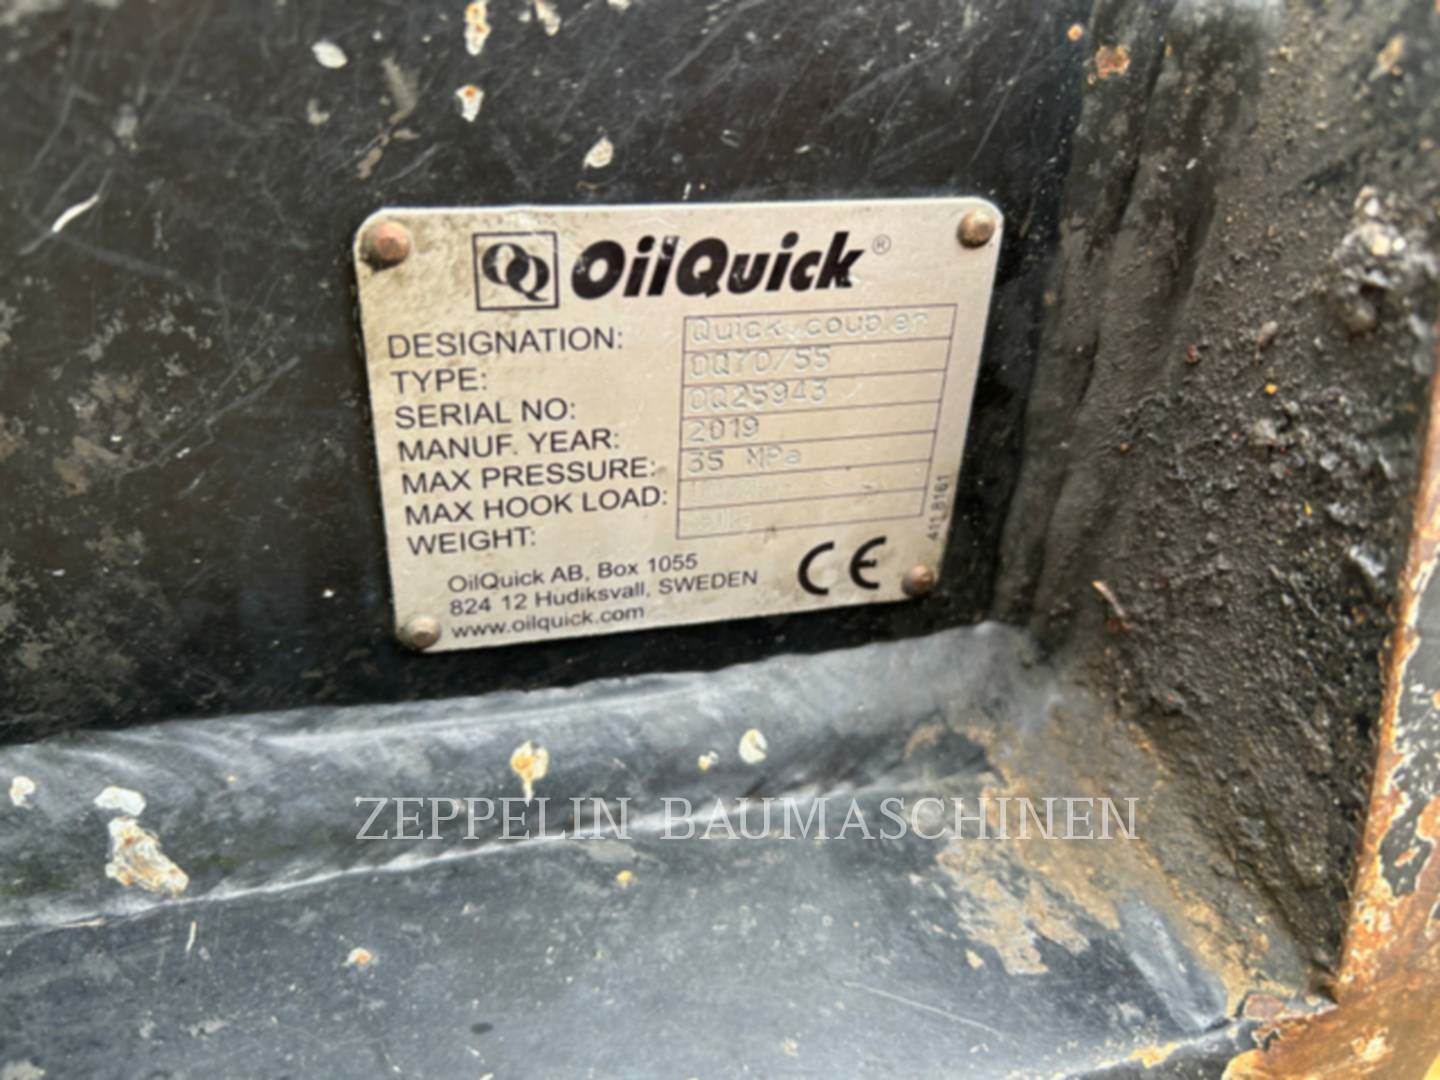 OilQuick®
DESIGNATION: Quick coupler
TYPE: OQ70/55
SERIAL NO: OQ25943
MANUF. YEAR: 2019
MAX PRESSURE: 35 MPa
MAX HOOK LOAD:
WEIGHT:
OilQuick AB, Box 1055
824 12 Hudiksvall, SWEDEN
www.oilquick.com
CE
411_8161
ZEPPELIN BAUMASCHINEN